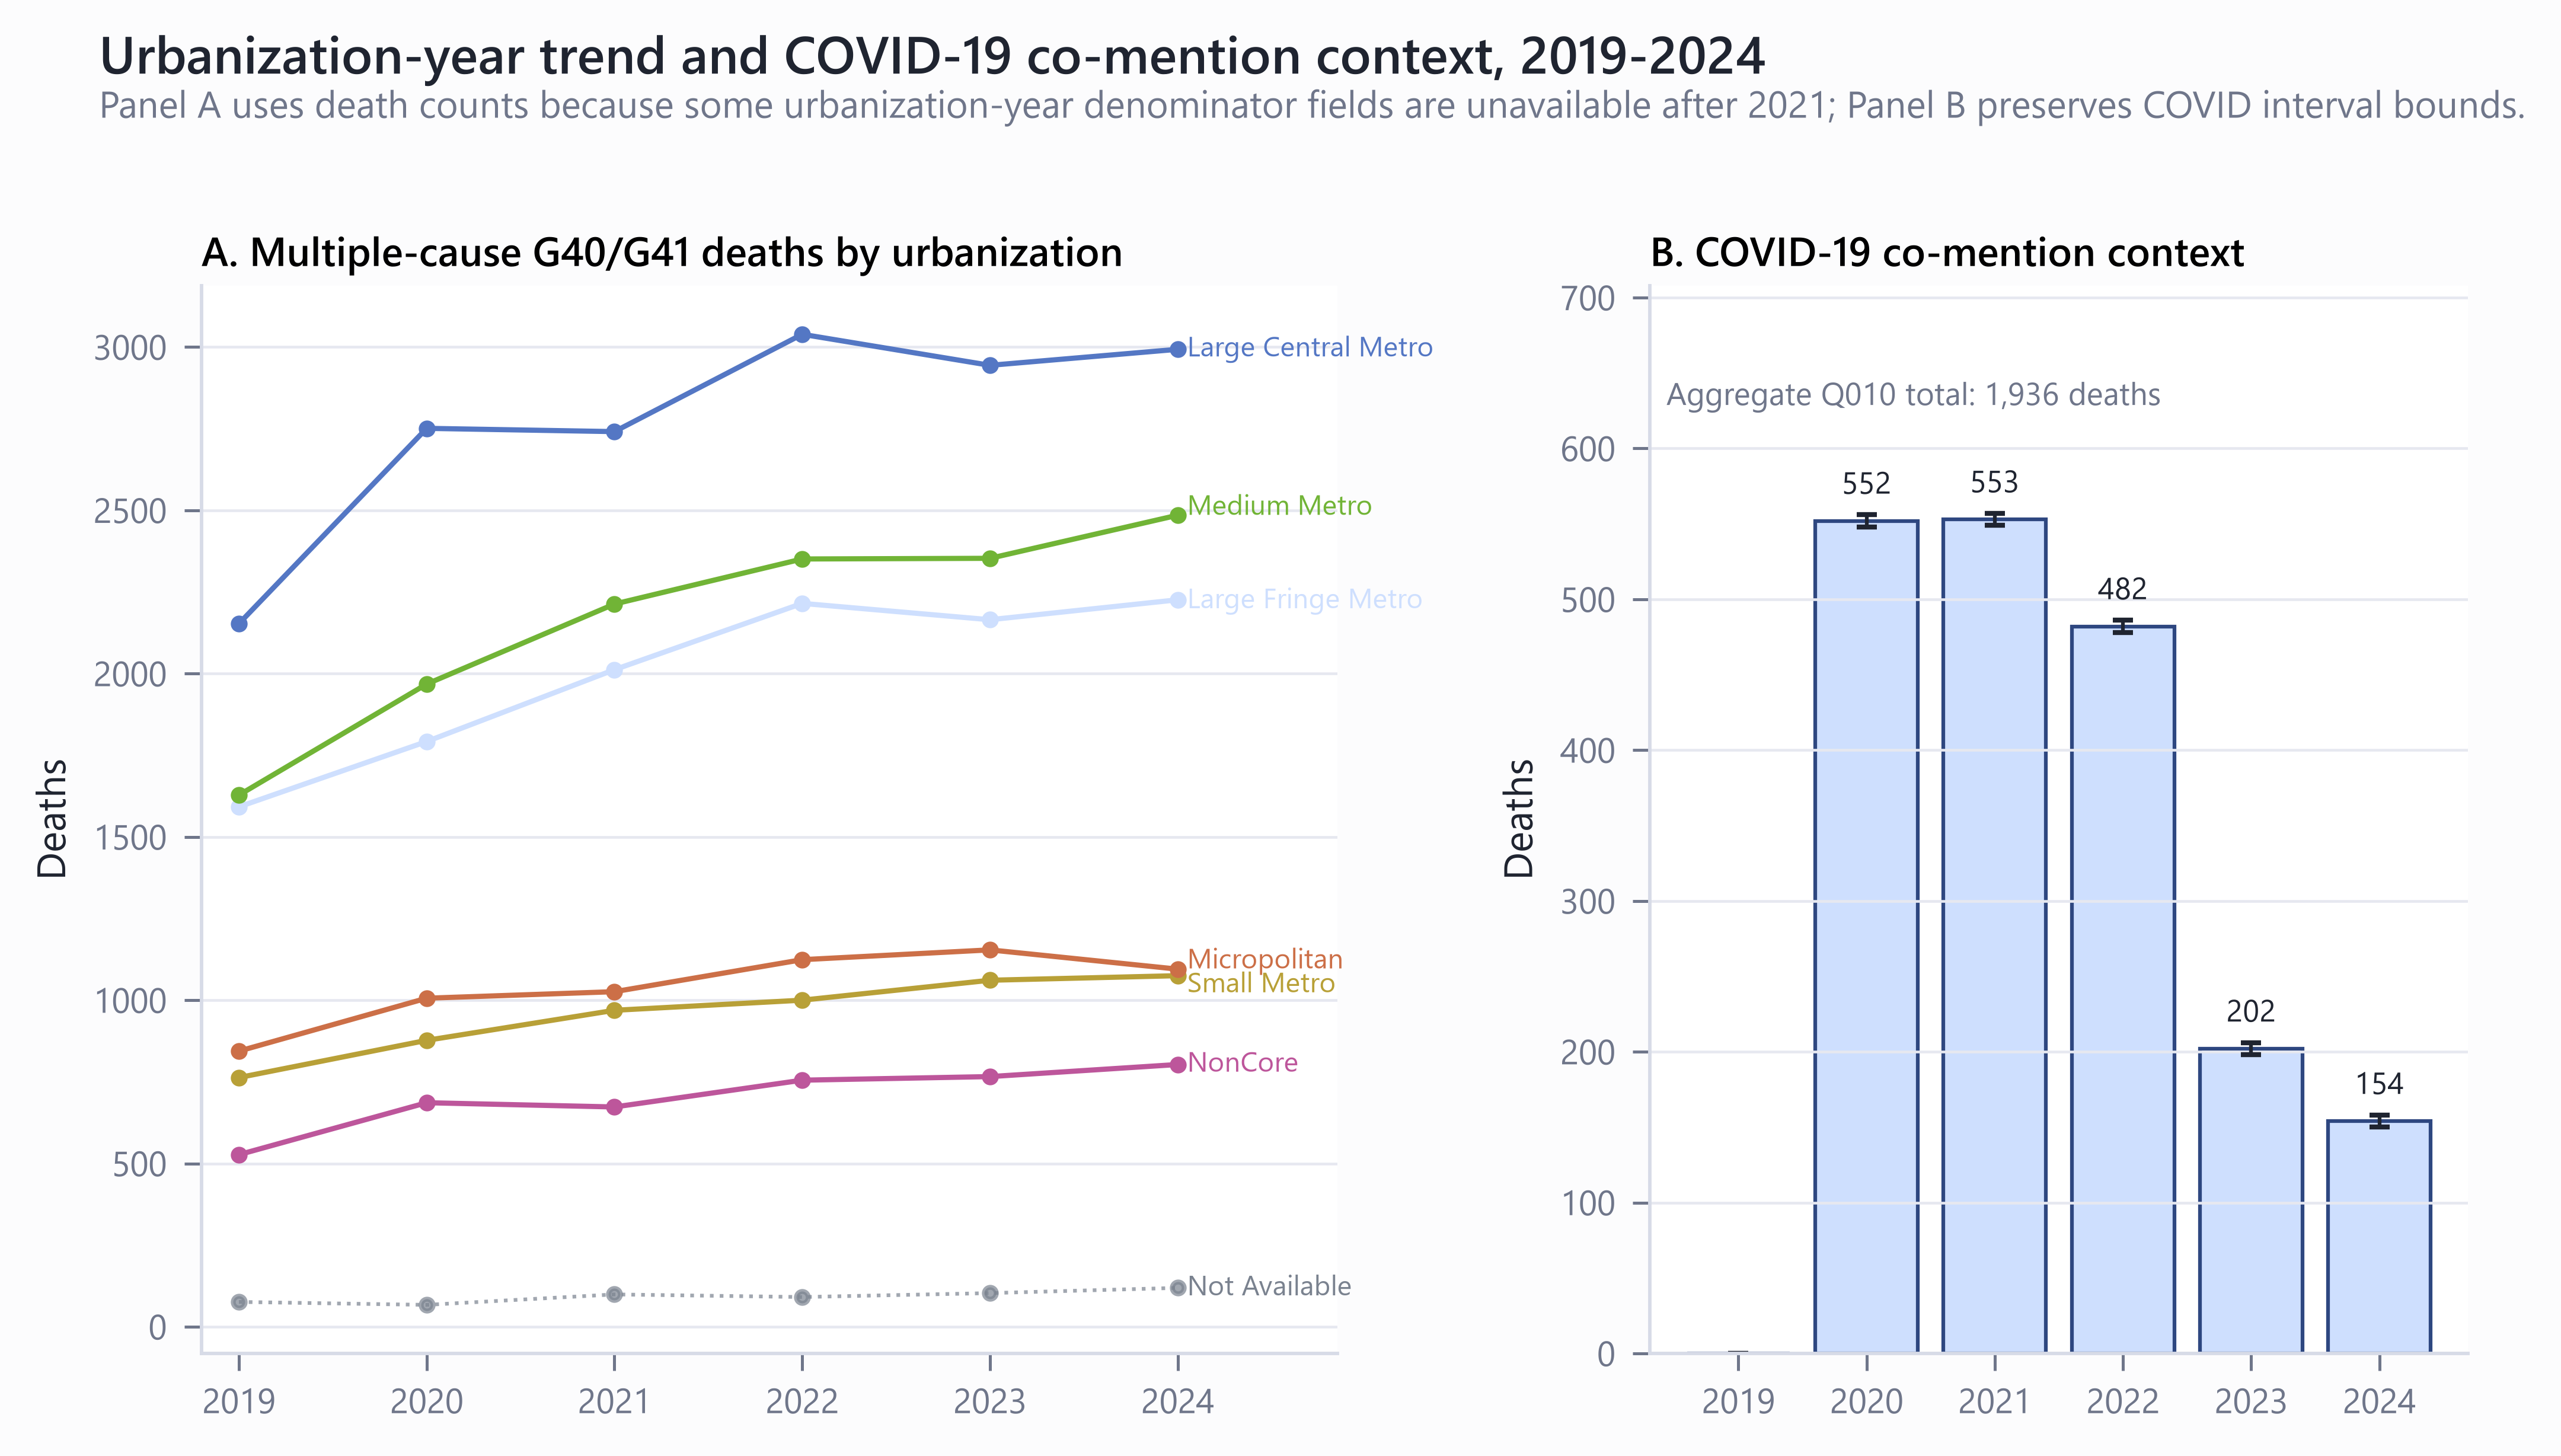 Urbanization-year trend and COVID-19 co-mention context, 2019-2024
Panel A uses death counts because some urbanization-year denominator fields are unavailable after 2021; Panel B preserves COVID interval bounds.
A. Multiple-cause G40/G41 deaths by urbanization
Deaths
3000
2500
2000
1500
1000
500
0
2019 2020 2021 2022 2023 2024
Large Central Metro
Medium Metro
Large Fringe Metro
Micropolitan
Small Metro
NonCore
Not Available
B. COVID-19 co-mention context
Deaths
700
600
500
400
300
200
100
0
Aggregate Q010 total: 1,936 deaths
552
553
482
202
154
2019 2020 2021 2022 2023 2024